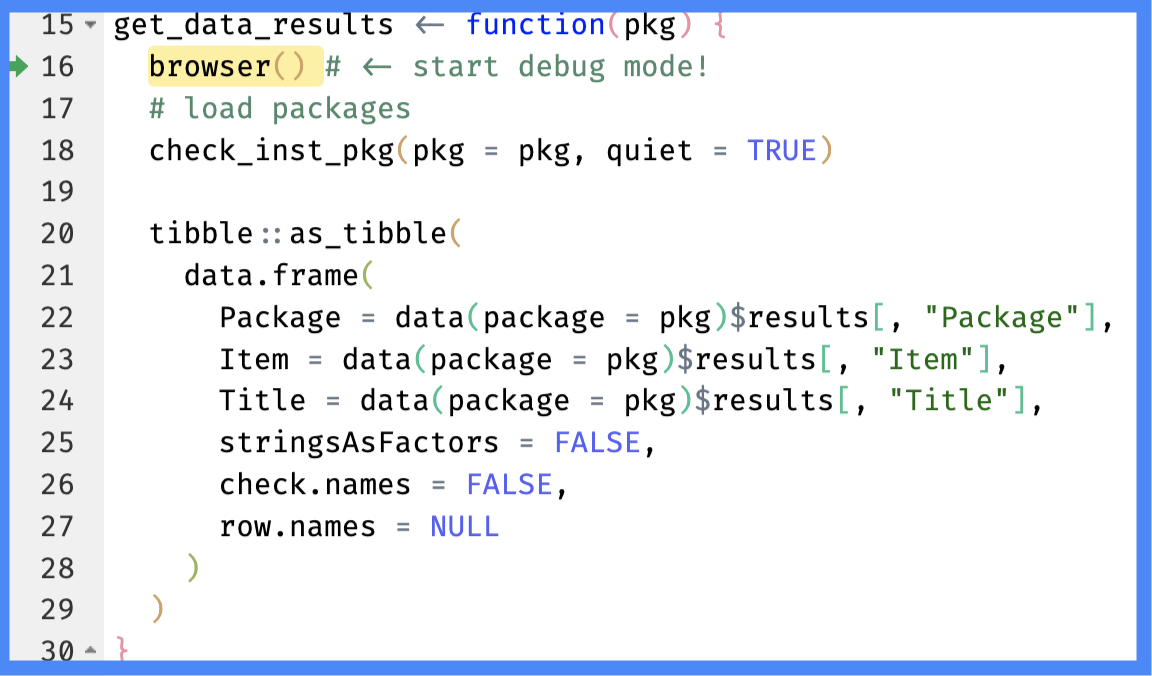 15 get_data_results <- function(pkg) {
16   browser() # <- start debug mode!
17   # load packages
18   check_inst_pkg(pkg = pkg, quiet = TRUE)
19
20   tibble::as_tibble(
21     data.frame(
22       Package = data(package = pkg)$results[, "Package"],
23       Item = data(package = pkg)$results[, "Item"],
24       Title = data(package = pkg)$results[, "Title"],
25       stringsAsFactors = FALSE,
26       check.names = FALSE,
27       row.names = NULL
28     )
29   )
30 }